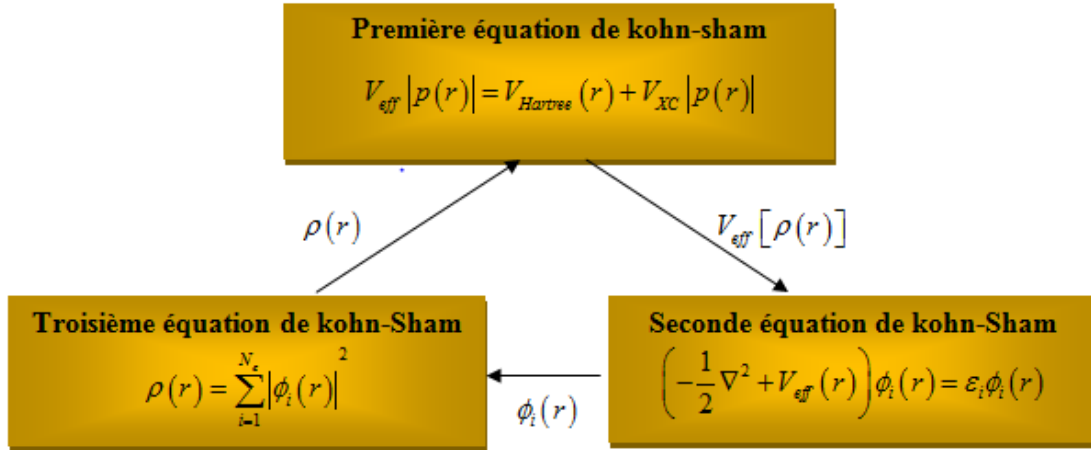 Première équation de kohn-sham
V_eff |p(r)| = V_Hartree (r) + V_XC |p(r)|
ρ(r)
V_eff [ρ(r)]
Troisième équation de kohn-Sham
ρ(r) = ∑_{i=1}^{N_e} |ϕ_i(r)|^2
ϕ_i(r)
Seconde équation de kohn-Sham
(-1/2 ∇² + V_eff(r)) ϕ_i(r) = ε_i ϕ_i(r)